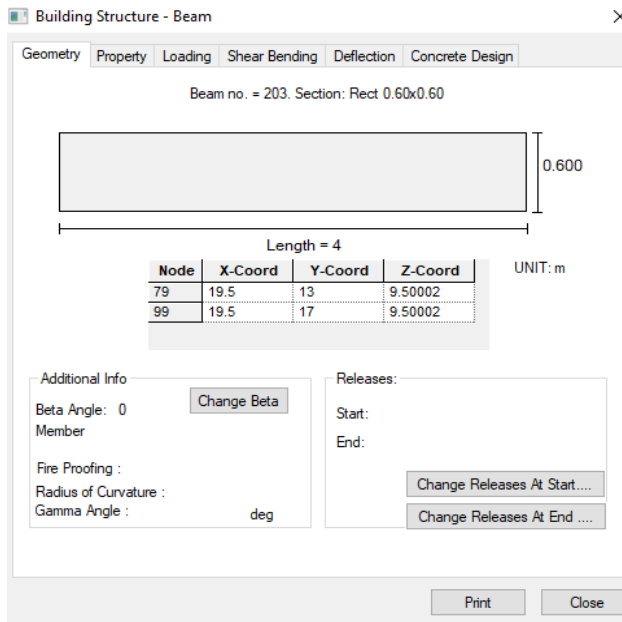 Building Structure - Beam
Geometry Property Loading Shear Bending Deflection Concrete Design
Beam no. = 203. Section: Rect 0.60x0.60
0.600
Length = 4
UNIT: m
Node X-Coord Y-Coord Z-Coord
79 19.5 13 9.50002
99 19.5 17 9.50002
Additional Info
Beta Angle: 0
Change Beta
Member
Fire Proofing :
Radius of Curvature :
Gamma Angle : deg
Releases:
Start:
End:
Change Releases At Start....
Change Releases At End ....
Print Close